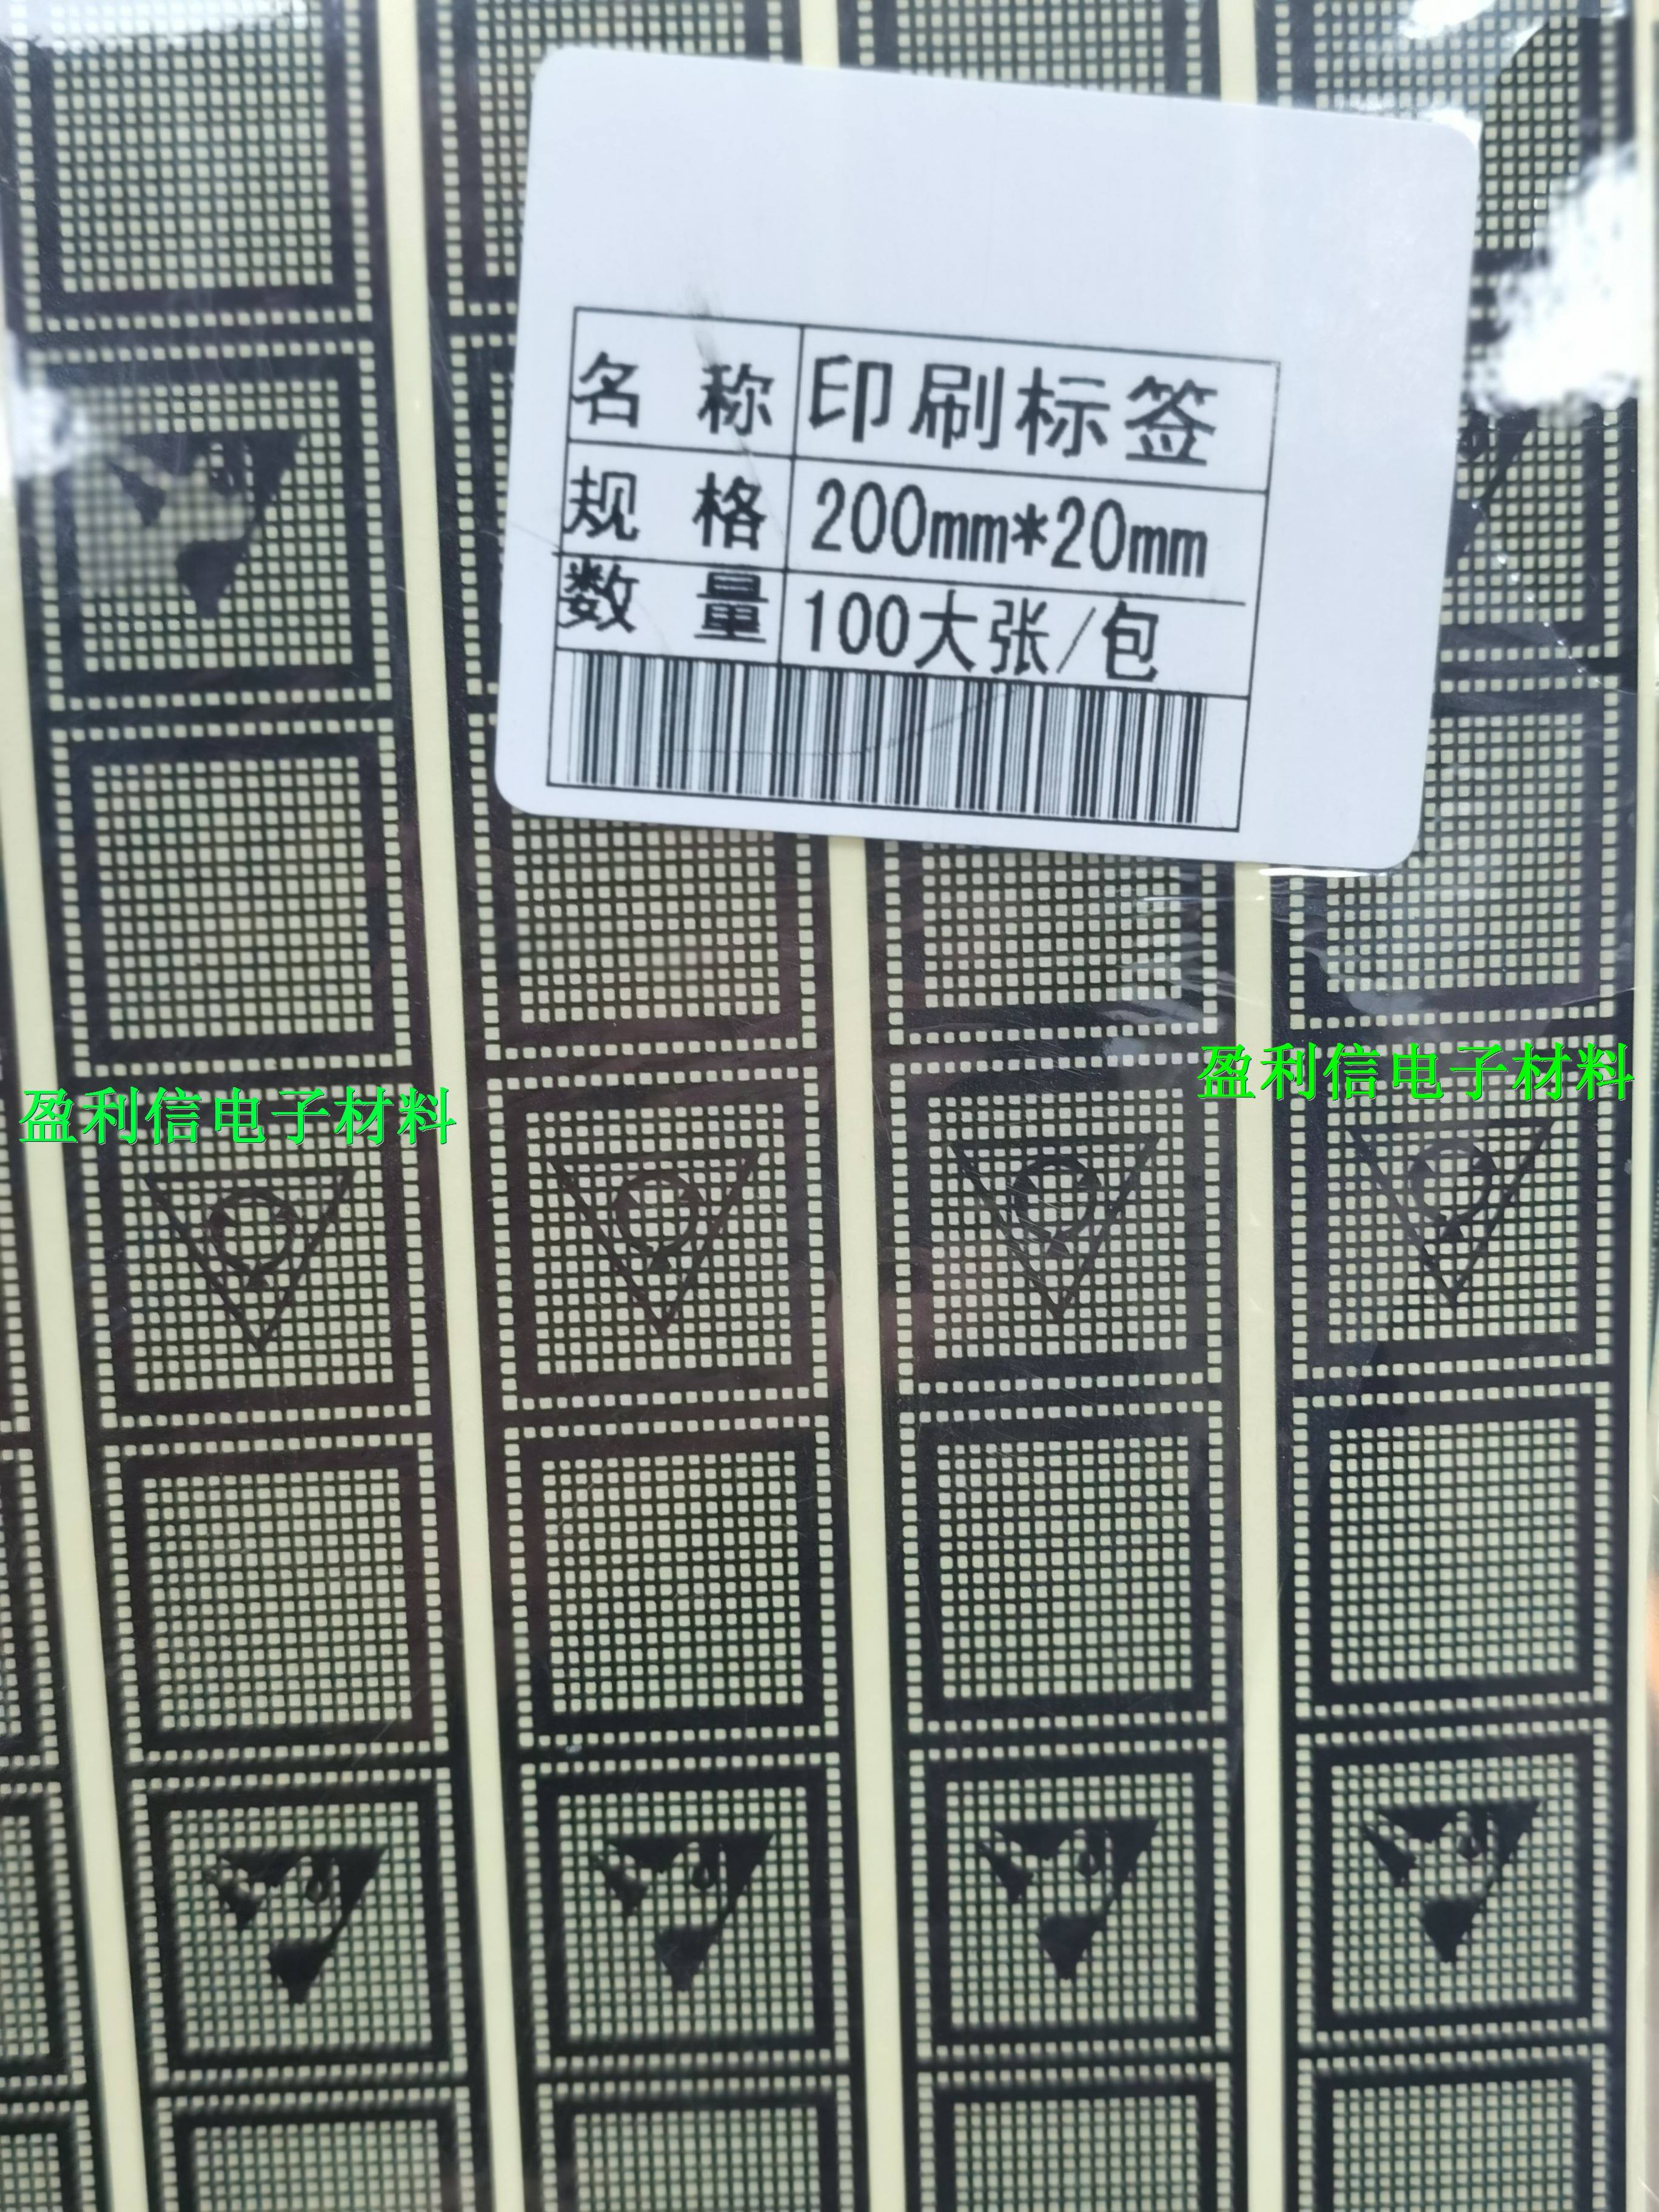 名 称 印刷标签
规 格 200mm*20mm
数 量 100大张/包
盈利信电子材料
盈利信电子材料